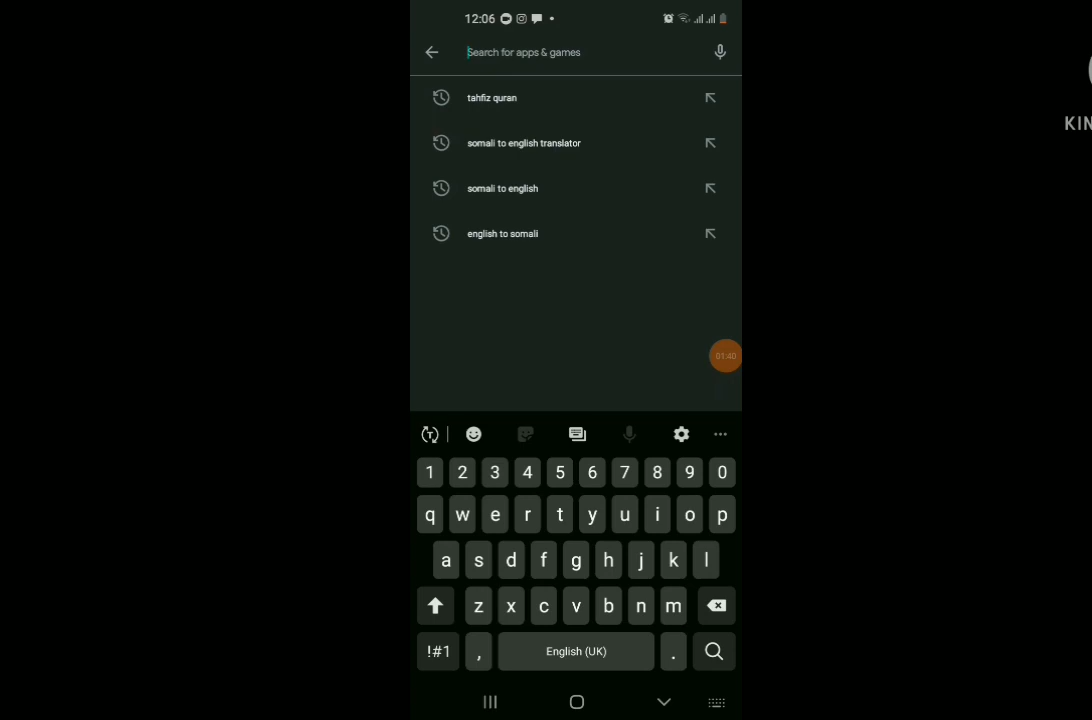 12:06
Search for apps & games
KIN
tahfiz quran
somali to english translator
somali to english
english to somali
01:40
1 2 3 4 5 6 7 8 9 0
q w e r t y u i o p
a s d f g h j k l
z x c v b n m
!#1 , English (UK) .